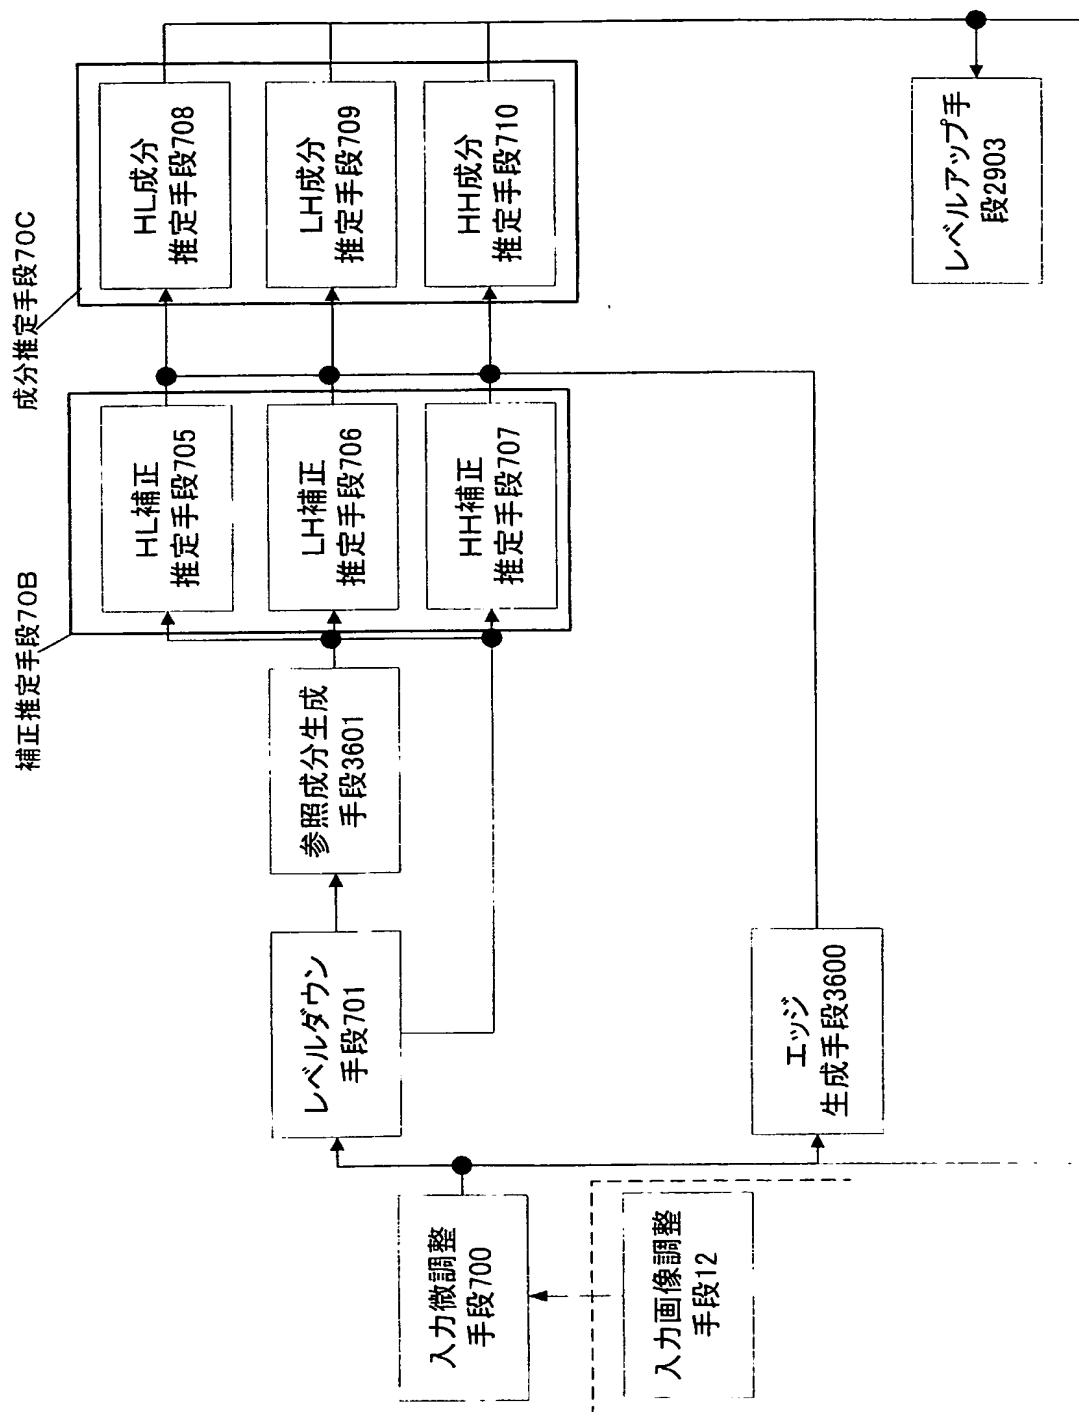 補正推定手段70B
成分推定手段70C
HL補正
推定手段705
HL成分
推定手段708
レベルダウン
手段701
参照成分生成
手段3601
LH補正
推定手段706
LH成分
推定手段709
入力微調整
手段700
HH補正
推定手段707
HH成分
推定手段710
入力画像調整
手段12
エッジ
生成手段3600
レベルアップ手
段2903